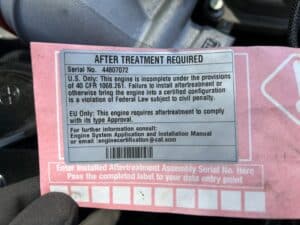 AFTER TREATMENT REQUIRED
Serial No. 44807072
U.S. Only: This engine is incomplete under the provisions
of 40 CFR 1068.261. Failure to install aftertreatment or
otherwise bring the engine into a certified configuration
is a violation of Federal Law subject to civil penalty.
EU Only: This engine requires aftertreatment to comply
with its type Approval.
For further information consult:
Engine System Application and Installation Manual
or email :enginecertification@cat.com
Enter Installed Aftertreatment Assembly Serial No. Here
Pass the completed label to your data entry point